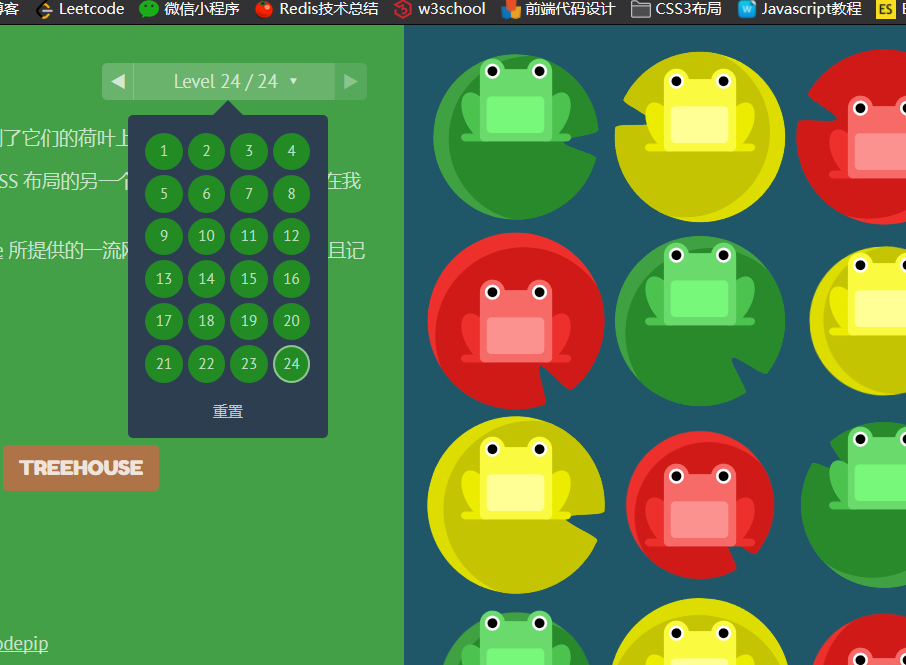 博客 Leetcode 微信小程序 Redis技术总结 w3school 前端代码设计 CSS3布局 Javascript教程 ES
Level 24 / 24
到了它们的荷叶上
SS 布局的另一个 在我
e 所提供的一流网 且记
1 2 3 4
5 6 7 8
9 10 11 12
13 14 15 16
17 18 19 20
21 22 23 24
重置
TREEHOUSE
odepip